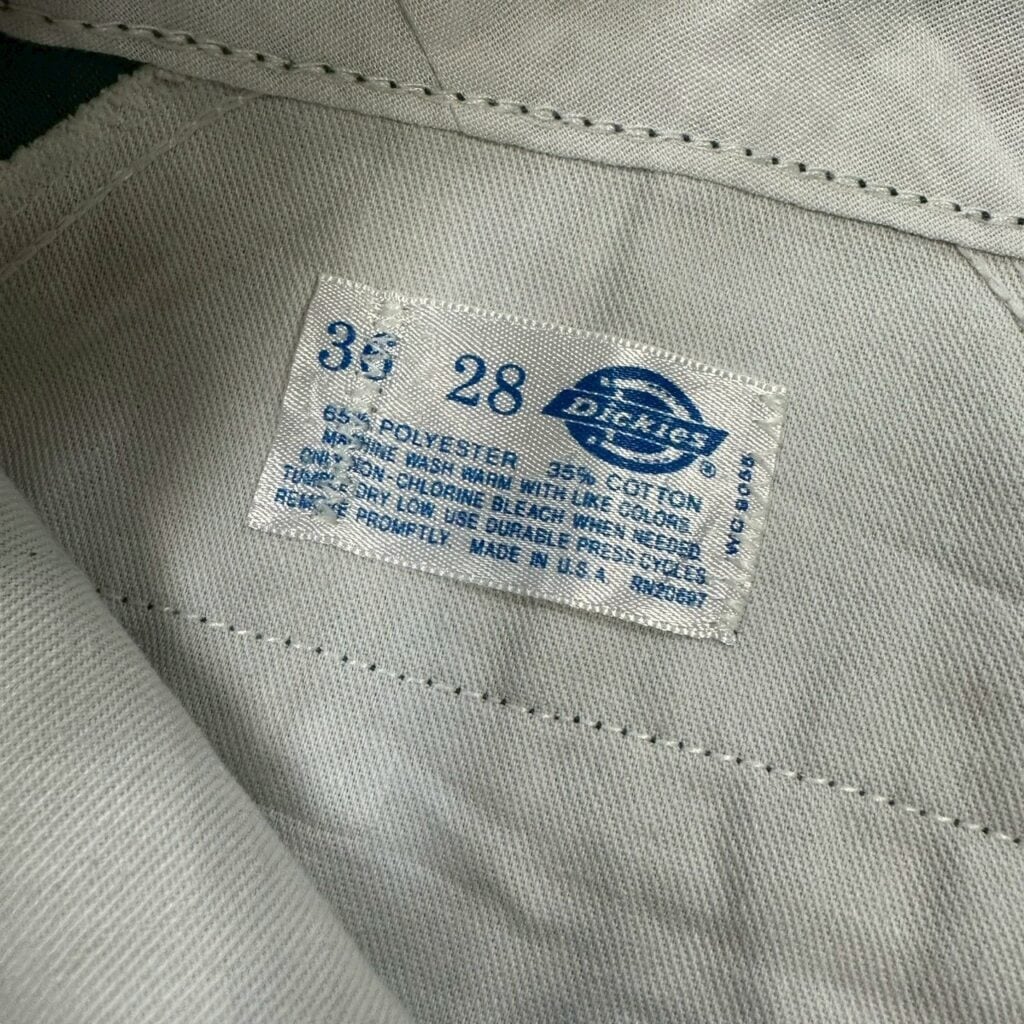 36 28 Dickies ®
65% POLYESTER 35% COTTON
MACHINE WASH WARM WITH LIKE COLORS
ONLY NON-CHLORINE BLEACH WHEN NEEDED
TUMBLE DRY LOW, USE DURABLE PRESS CYCLES
REMOVE PROMPTLY. MADE IN U.S.A RN20697